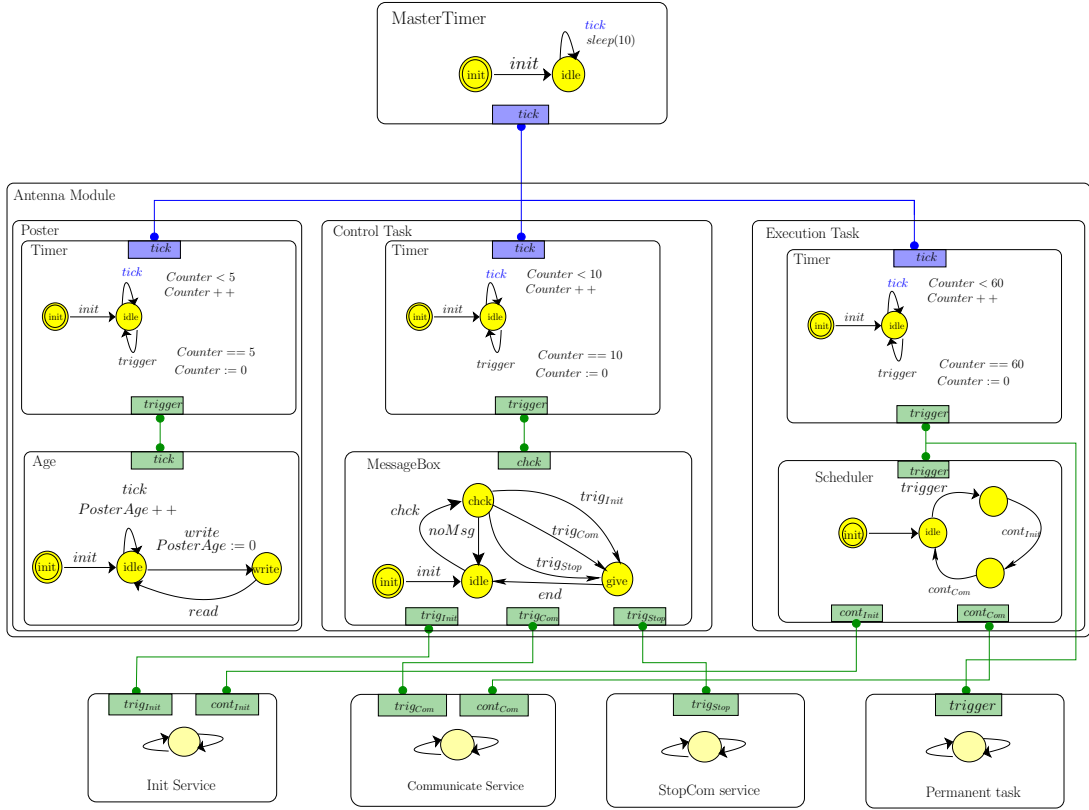 MasterTimer
tick
sleep(10)
init
init
idle
tick
Antenna Module
Poster
Timer
tick
tick
Counter < 5
Counter + +
init
init
idle
trigger
Counter == 5
Counter := 0
trigger
Control Task
Timer
tick
tick
Counter < 10
Counter + +
init
init
idle
trigger
Counter == 10
Counter := 0
trigger
Execution Task
Timer
tick
tick
Counter < 60
Counter + +
init
init
idle
trigger
Counter == 60
Counter := 0
trigger
Age
tick
tick
PosterAge + +
write
PosterAge := 0
init
init
idle
write
read
MessageBox
chck
chck
chck
noMsg
trigInit
trigCom
trigStop
init
init
idle
give
end
trigInit
trigCom
trigStop
Scheduler
trigger
trigger
init
idle
contInit
contCom
contInit
contCom
trigInit
contInit
Init Service
trigCom
contCom
Communicate Service
trigStop
StopCom service
trigger
Permanent task